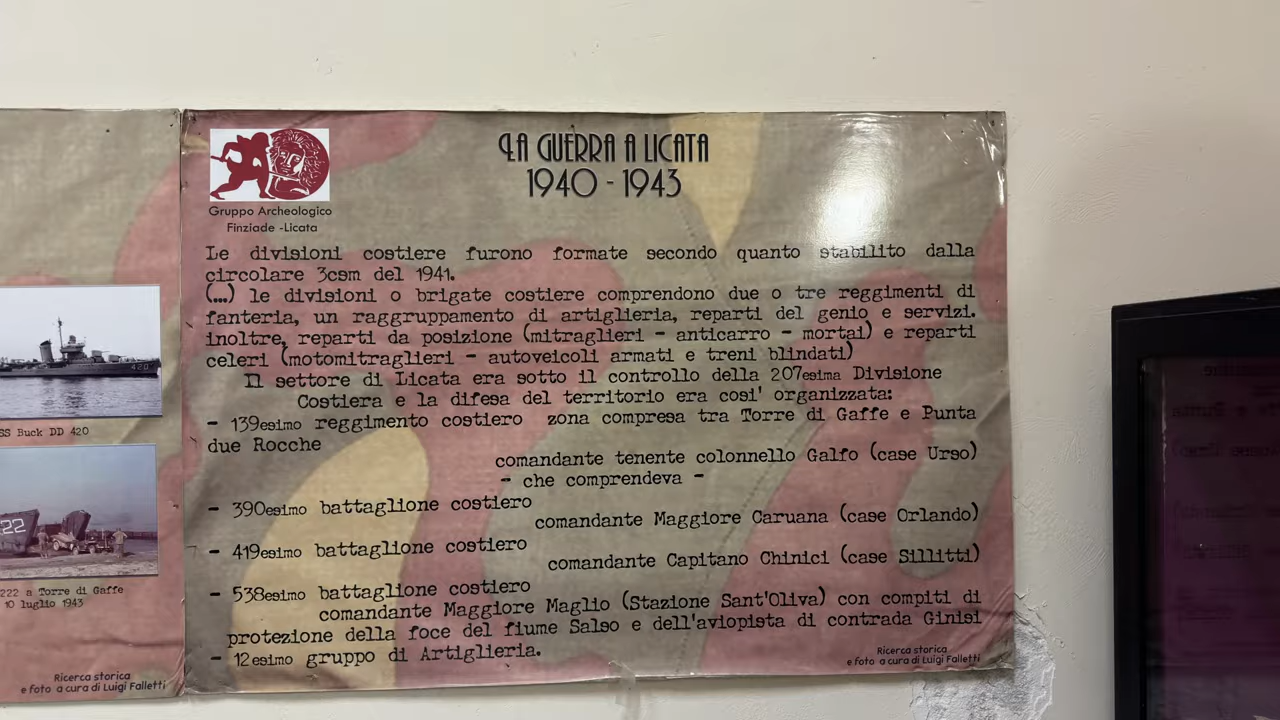 LA GUERRA A LICATA
1940 - 1943
Gruppo Archeologico
Finziade -Licata
Le divisioni costiere furono formate secondo quanto stabilito dalla
circolare 3csm del 1941.
(...) le divisioni o brigate costiere comprendono due o tre reggimenti di
fanteria, un raggruppamento di artiglieria, reparti del genio e servizi.
inoltre, reparti da posizione (mitraglieri - anticarro - mortai) e reparti
celeri (motomitraglieri - autoveicoli armati e treni blindati)
Il settore di Licata era sotto il controllo della 207esima Divisione
Costiera e la difesa del territorio era cosi' organizzata:
- 139esimo reggimento costiero zona compresa tra Torre di Gaffe e Punta
due Rocche
comandante tenente colonnello Galfo (case Urso)
- che comprendeva -
- 390esimo battaglione costiero
comandante Maggiore Caruana (case Orlando)
- 419esimo battaglione costiero
comandante Capitano Chinici (case Sillitti)
- 538esimo battaglione costiero
comandante Maggiore Maglio (Stazione Sant'Oliva) con compiti di
protezione della foce del fiume Salso e dell'aviopista di contrada Ginisi
- 12esimo gruppo di Artiglieria.
Ricerca storica
e foto a cura di Luigi Falletti
420
SS Buck DD 420
22
222 a Torre di Gaffe
10 luglio 1943
Ricerca storica
e foto a cura di Luigi Falletti